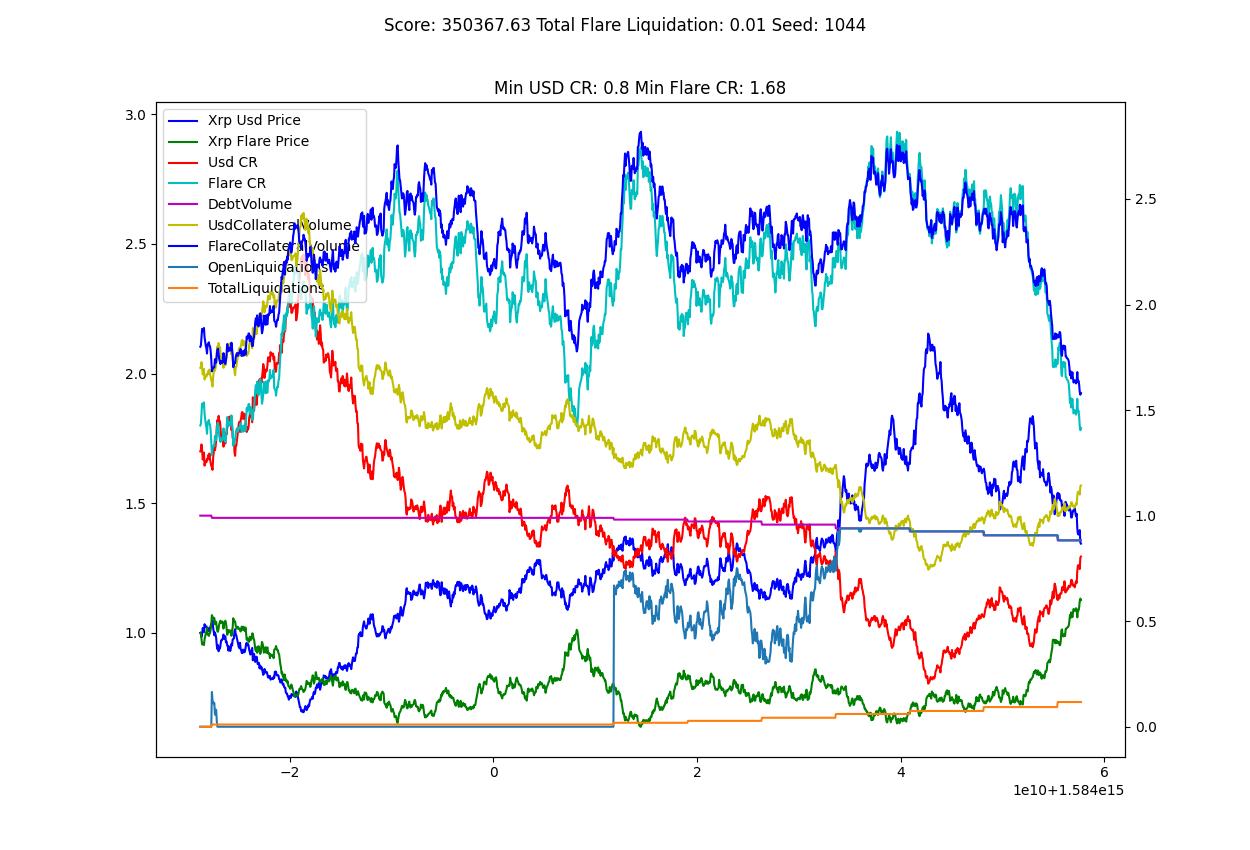 Score: 350367.63 Total Flare Liquidation: 0.01 Seed: 1044
Min USD CR: 0.8 Min Flare CR: 1.68
Xrp Usd Price
Xrp Flare Price
Usd CR
Flare CR
DebtVolume
UsdCollateralVolume
FlareCollateralVolume
OpenLiquidations
TotalLiquidations
3.0
2.5
2.0
1.5
1.0
2.5
2.0
1.5
1.0
0.5
0.0
−2
0
2
4
6
1e10+1.584e15